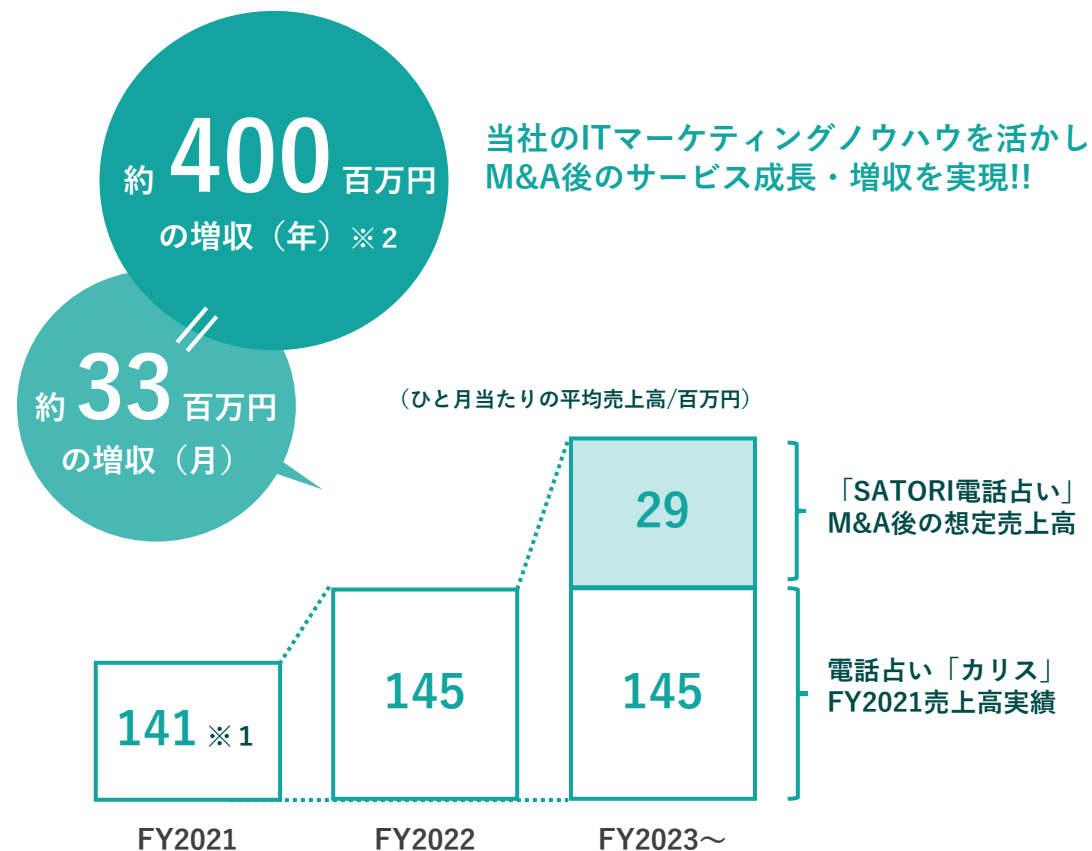 約 400 百万円
の増収（年）※2
当社のITマーケティングノウハウを活かし
M&A後のサービス成長・増収を実現!!
約 33 百万円
の増収（月）
（ひと月当たりの平均売上高/百万円）
29
「SATORI電話占い」
M&A後の想定売上高
141 ※1
145
145
電話占い「カリス」
FY2021売上高実績
FY2021
FY2022
FY2023～